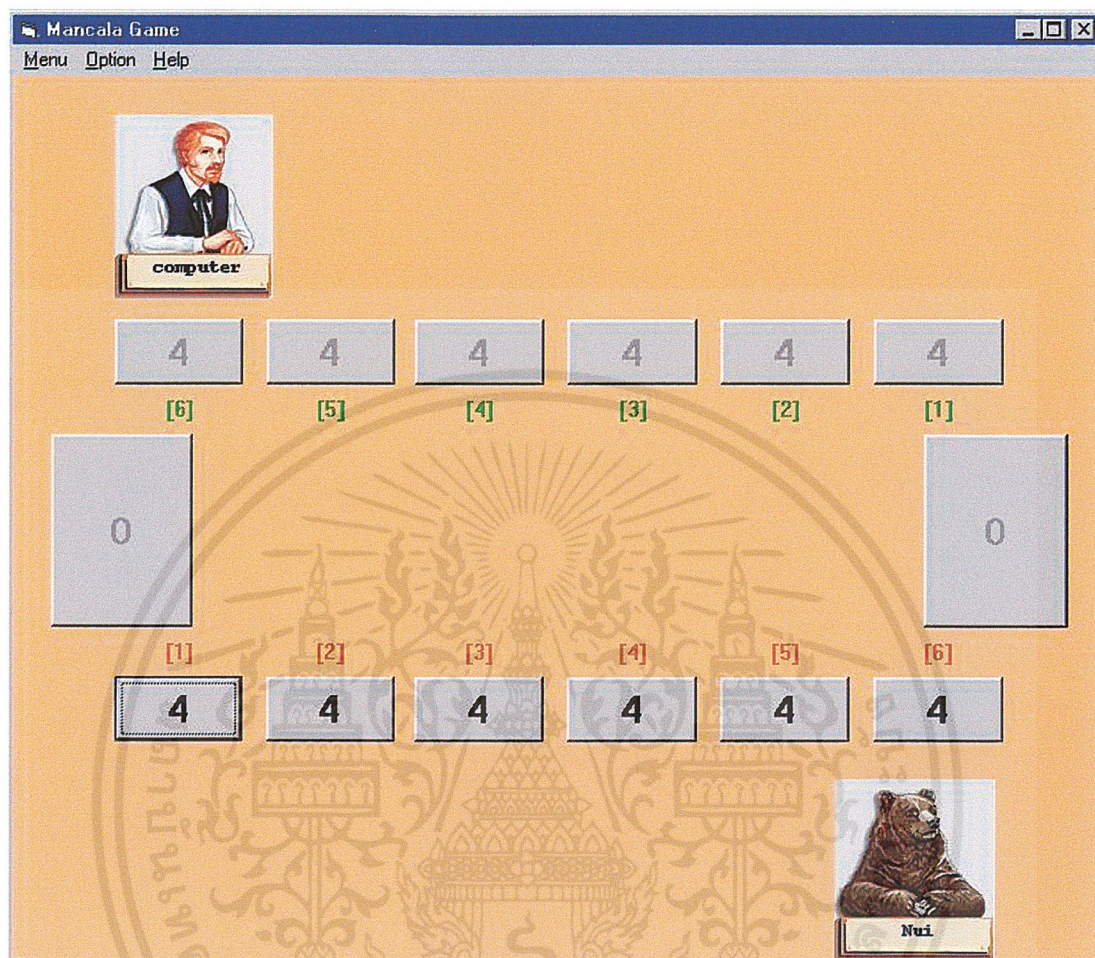 Mancala Game
Menu Option Help
computer
4 4 4 4 4 4
[6] [5] [4] [3] [2] [1]
0 0
[1] [2] [3] [4] [5] [6]
4 4 4 4 4 4
Nui